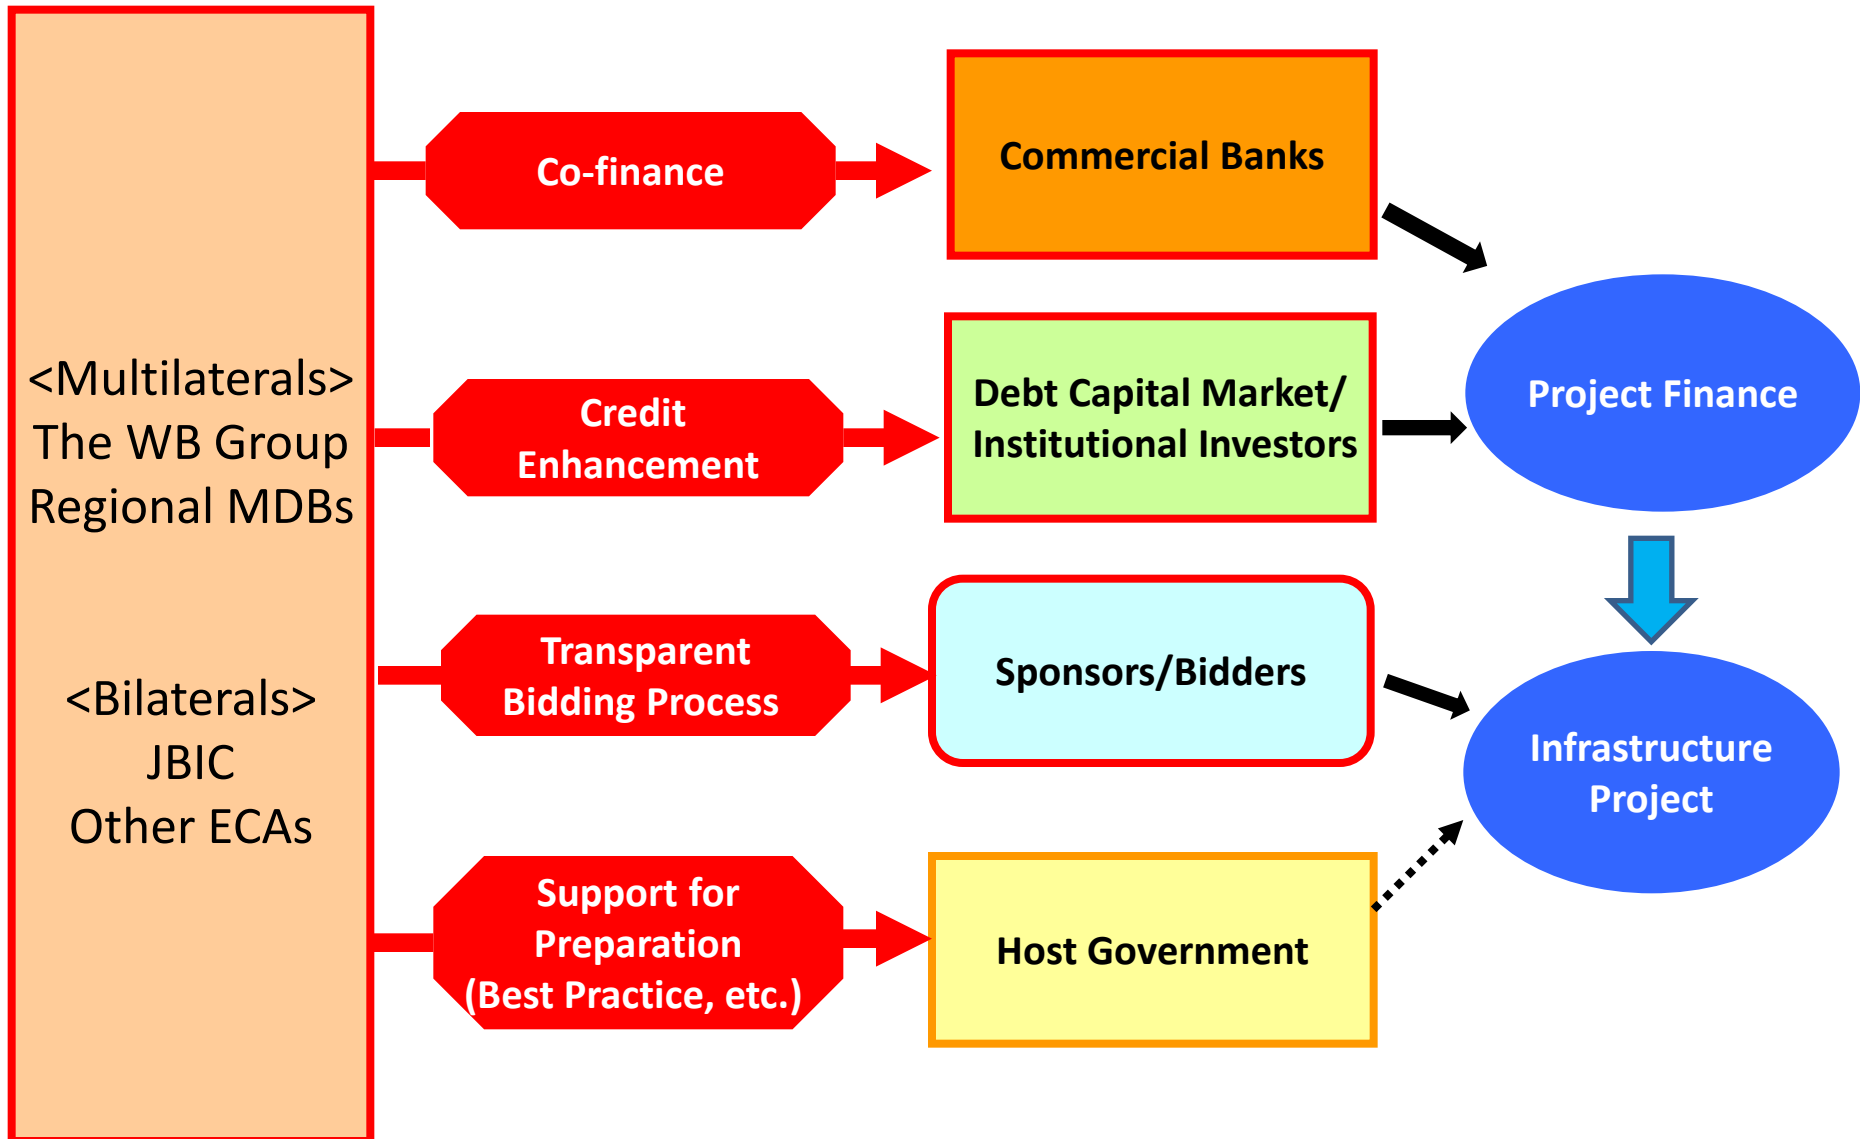 <Multilaterals>
The WB Group
Regional MDBs
<Bilaterals>
JBIC
Other ECAs
Co-finance
Commercial Banks
Credit
Enhancement
Debt Capital Market/
Institutional Investors
Project Finance
Transparent
Bidding Process
Sponsors/Bidders
Infrastructure
Project
Support for
Preparation
(Best Practice, etc.)
Host Government